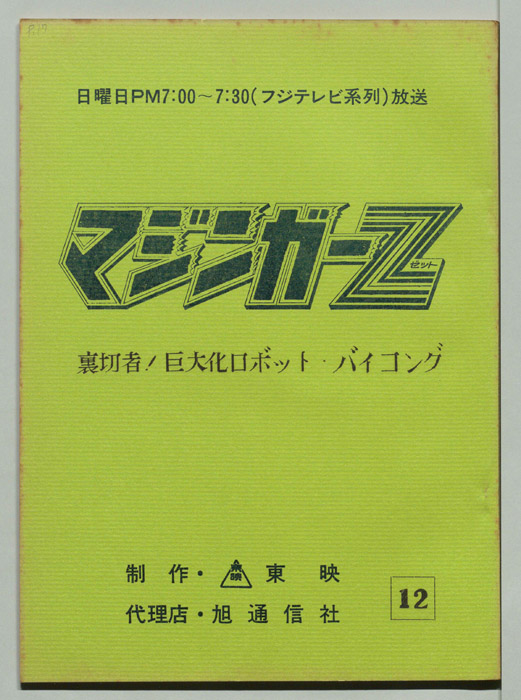 日曜日PM7:00～7:30(フジテレビ系列)放送
マジンガーZ
ゼット
裏切者!巨大化ロボット・バイコング
制作・東映 東映
代理店・旭通信社
12